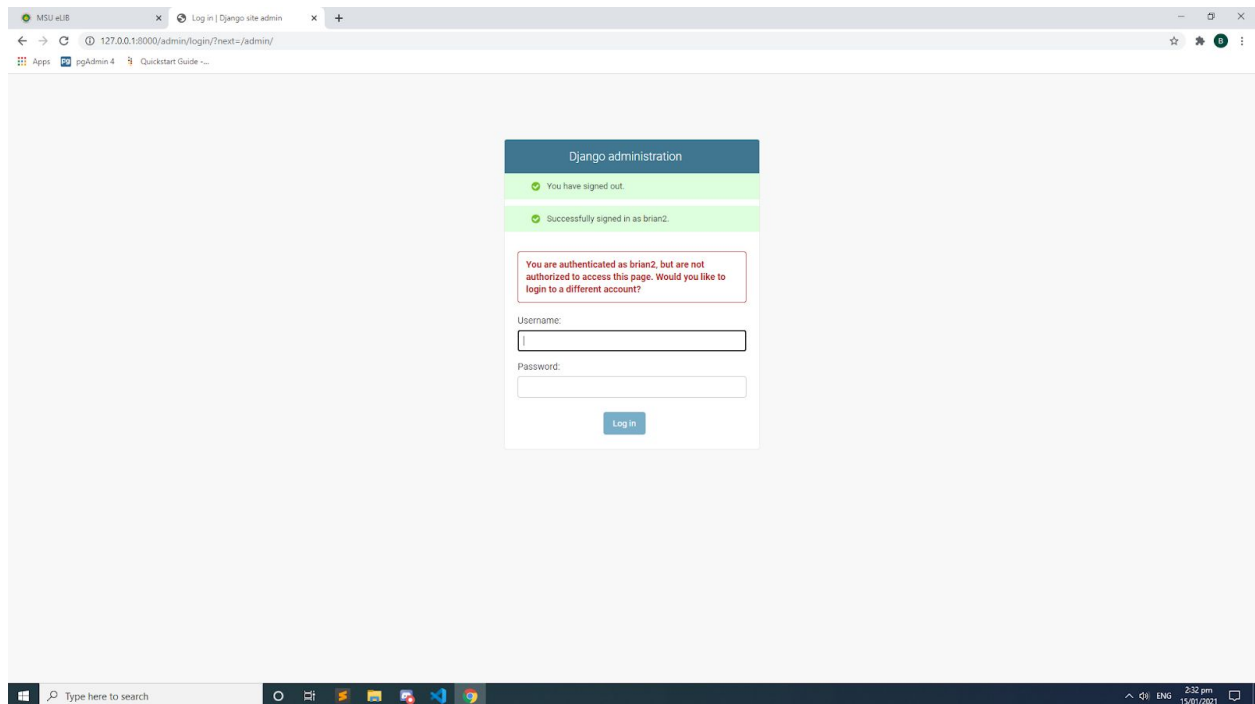 MSU eLIB
Log in | Django site admin
127.0.0.1:8000/admin/login/?next=/admin/
B
Apps
pgAdmin 4
Quickstart Guide -...
Django administration
You have signed out.
Successfully signed in as brian2.
You are authenticated as brian2, but are not
authorized to access this page. Would you like to
login to a different account?
Username:
Password:
Log in
Type here to search
ENG
2:32 pm
15/01/2021